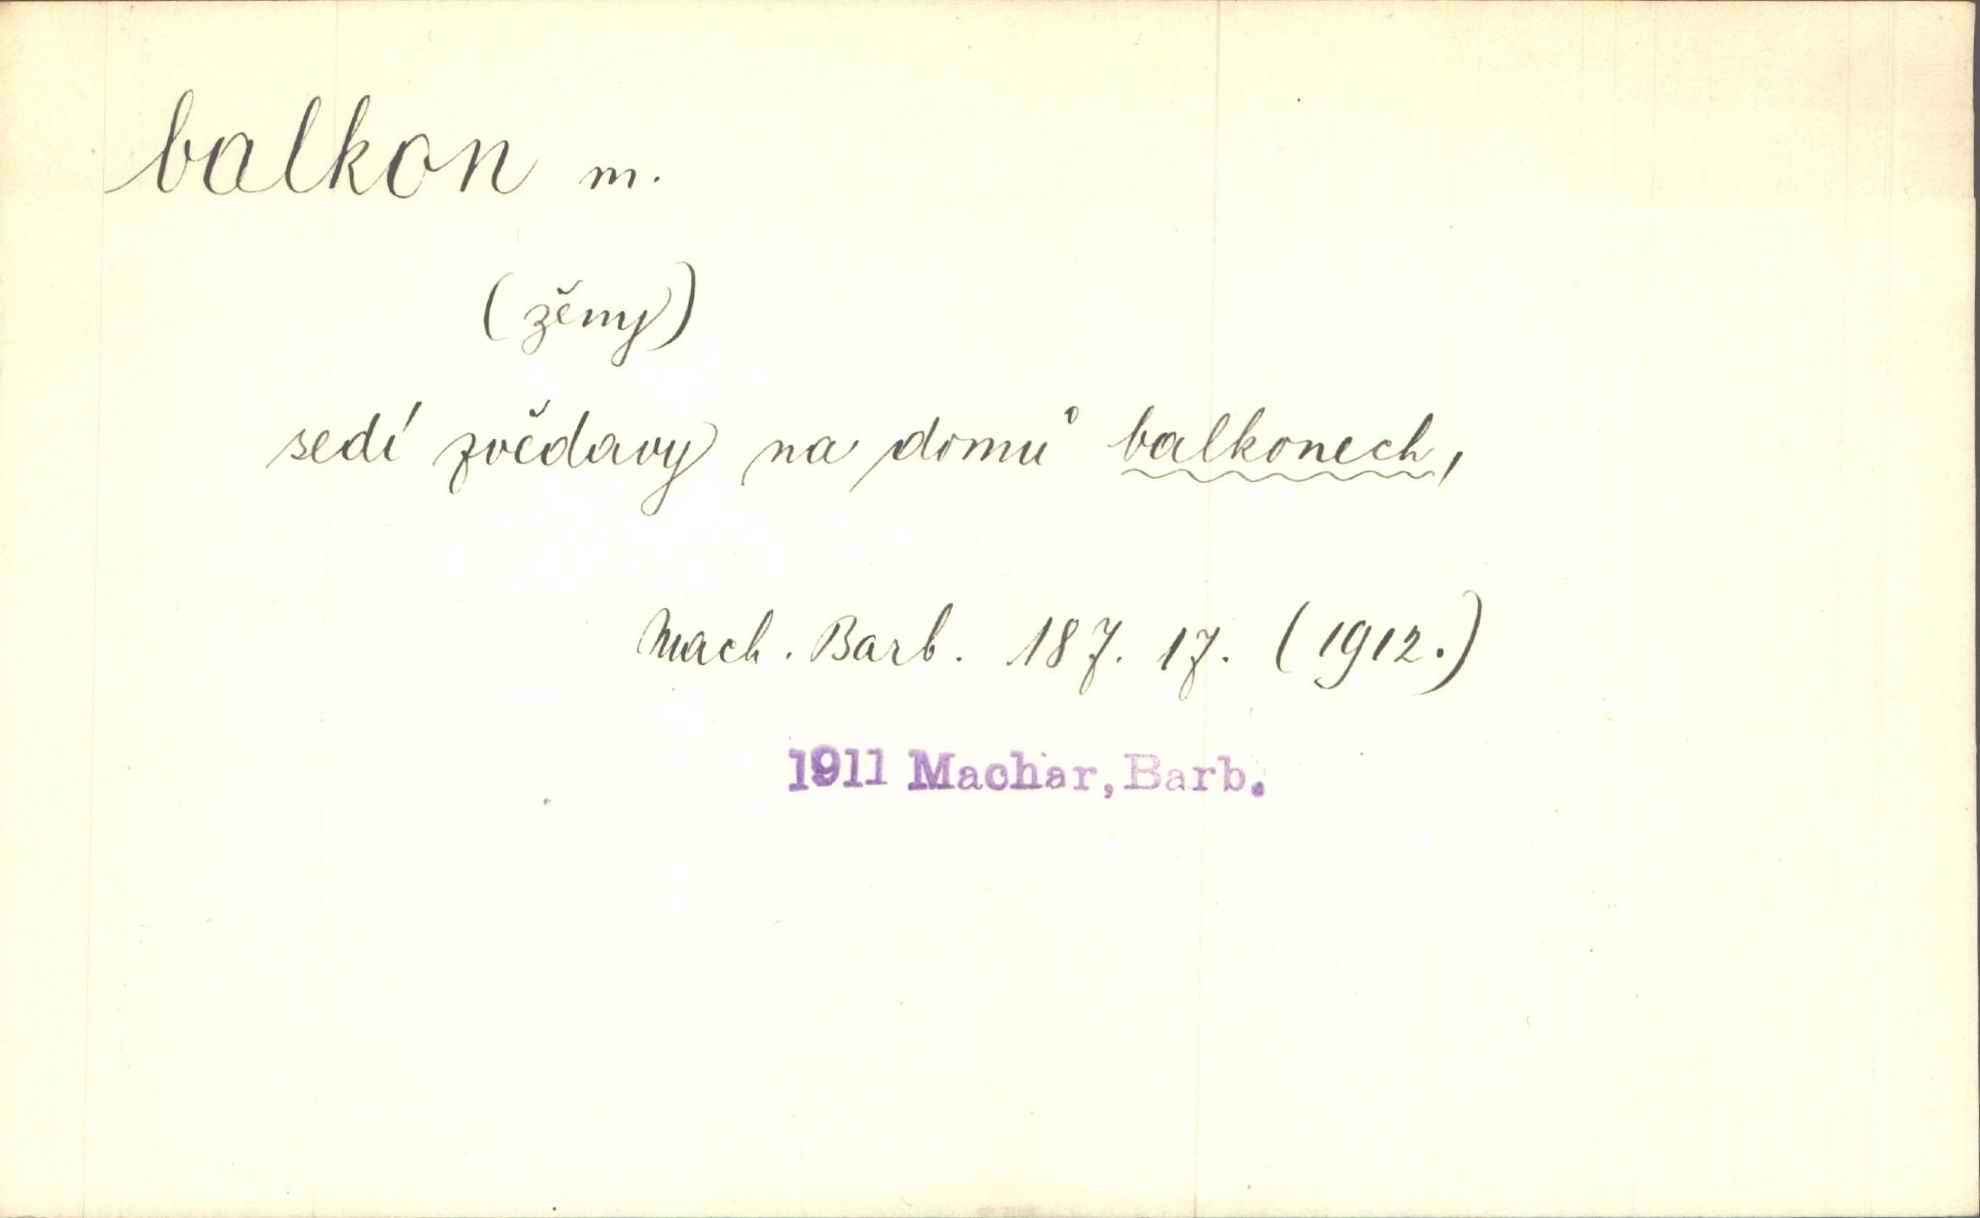 balkon m.
(ženy)
sedí zvědavy na domů balkonech,
Mach. Barb. 187. 17. (1912.)
1911 Machar, Barb.